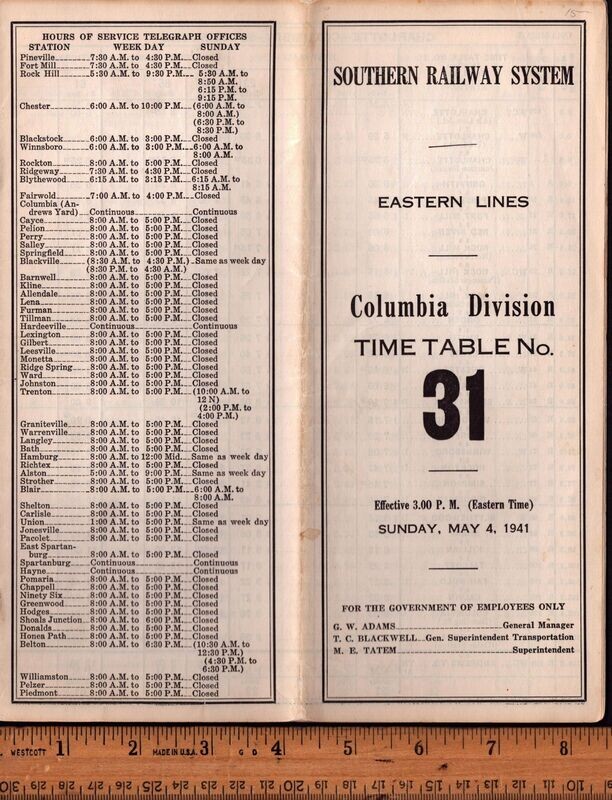 HOURS OF SERVICE TELEGRAPH OFFICES
STATION WEEK DAY SUNDAY
Pineville 7:30 A.M. to 4:30 P.M. Closed
Fort Mill 7:30 A.M. to 4:30 P.M. Closed
Rock Hill 5:30 A.M. to 9:30 P.M. 5:30 A.M. to
8:50 A.M.
6:15 P.M. to
9:15 P.M.
Chester 6:00 A.M. to 10:00 P.M. (6:00 A.M. to
8:00 A.M.)
(6:30 P.M. to
8:30 P.M.)
Blackstock 6:00 A.M. to 3:00 P.M. Closed
Winnsboro 6:00 A.M. to 3:00 P.M. 6:00 A.M. to
8:00 A.M.
Rockton 8:00 A.M. to 5:00 P.M. Closed
Ridgeway 7:30 A.M. to 4:30 P.M. Closed
Blythewood 6:15 A.M. to 3:15 P.M. 6:15 A.M. to
8:15 A.M.
Fairwold 7:00 A.M. to 4:00 P.M. Closed
Columbia (An-
drews Yard) Continuous Continuous
Cayce 8:00 A.M. to 5:00 P.M. Closed
Pelion 8:00 A.M. to 5:00 P.M. Closed
Perry 8:00 A.M. to 5:00 P.M. Closed
Salley 8:00 A.M. to 5:00 P.M. Closed
Springfield 8:00 A.M. to 5:00 P.M. Closed
Blackville (8:30 A.M. to 4:30 P.M.) Same as week day
(8:30 P.M. to 4:30 A.M.)
Barnwell 8:00 A.M. to 5:00 P.M. Closed
Kline 8:00 A.M. to 5:00 P.M. Closed
Allendale 8:00 A.M. to 5:00 P.M. Closed
Lena 8:00 A.M. to 5:00 P.M. Closed
Furman 8:00 A.M. to 5:00 P.M. Closed
Tillman 8:00 A.M. to 5:00 P.M. Closed
Hardeeville Continuous Continuous
Lexington 8:00 A.M. to 5:00 P.M. Closed
Gilbert 8:00 A.M. to 5:00 P.M. Closed
Leesville 8:00 A.M. to 5:00 P.M. Closed
Monetta 8:00 A.M. to 5:00 P.M. Closed
Ridge Spring 8:00 A.M. to 5:00 P.M. Closed
Ward 8:00 A.M. to 5:00 P.M. Closed
Johnston 8:00 A.M. to 5:00 P.M. Closed
Trenton 8:00 A.M. to 5:00 P.M. (10:00 A.M. to
12 N)
(2:00 P.M. to
4:00 P.M.)
Graniteville 8:00 A.M. to 5:00 P.M. Closed
Warrenville 8:00 A.M. to 5:00 P.M. Closed
Langley 8:00 A.M. to 5:00 P.M. Closed
Bath 8:00 A.M. to 5:00 P.M. Closed
Hamburg 8:00 A.M. to 12:00 Mid. Same as week day
Richtex 8:00 A.M. to 5:00 P.M. Closed
Alston 5:00 A.M. to 9:00 P.M. Same as week day
Strother 8:00 A.M. to 5:00 P.M. Closed
Blair 8:00 A.M. to 5:00 P.M. 6:00 A.M. to
8:00 A.M.
Shelton 8:00 A.M. to 5:00 P.M. Closed
Carlisle 8:00 A.M. to 5:00 P.M. Closed
Union 1:00 A.M. to 5:00 P.M. Same as week day
Jonesville 8:00 A.M. to 5:00 P.M. Closed
Pacolet 8:00 A.M. to 5:00 P.M. Closed
East Spartan-
burg 8:00 A.M. to 5:00 P.M. Closed
Spartanburg Continuous Continuous
Hayne Continuous Continuous
Pomaria 8:00 A.M. to 5:00 P.M. Closed
Chappell 8:00 A.M. to 5:00 P.M. Closed
Ninety Six 8:00 A.M. to 5:00 P.M. Closed
Greenwood 8:00 A.M. to 5:00 P.M. Closed
Hodges 8:00 A.M. to 5:00 P.M. Closed
Shoals Junction 8:00 A.M. to 6:00 P.M. Closed
Donalds 8:00 A.M. to 5:00 P.M. Closed
Honea Path 8:00 A.M. to 5:00 P.M. Closed
Belton 8:00 A.M. to 6:30 P.M. (10:30 A.M. to
12:30 P.M.)
(4:30 P.M. to
6:30 P.M.)
Williamston 8:00 A.M. to 5:00 P.M. Closed
Pelzer 8:00 A.M. to 5:00 P.M. Closed
Piedmont 8:00 A.M. to 5:00 P.M. Closed
15-
SOUTHERN RAILWAY SYSTEM
EASTERN LINES
Columbia Division
TIME TABLE No.
31
Effective 3.00 P. M. (Eastern Time)
SUNDAY, MAY 4, 1941
FOR THE GOVERNMENT OF EMPLOYEES ONLY
G. W. ADAMS General Manager
T. C. BLACKWELL Gen. Superintendent Transportation
M. E. TATEM Superintendent
WESTCOTT 1 2 MADE IN U.S.A. 3 4 5 6 7 8